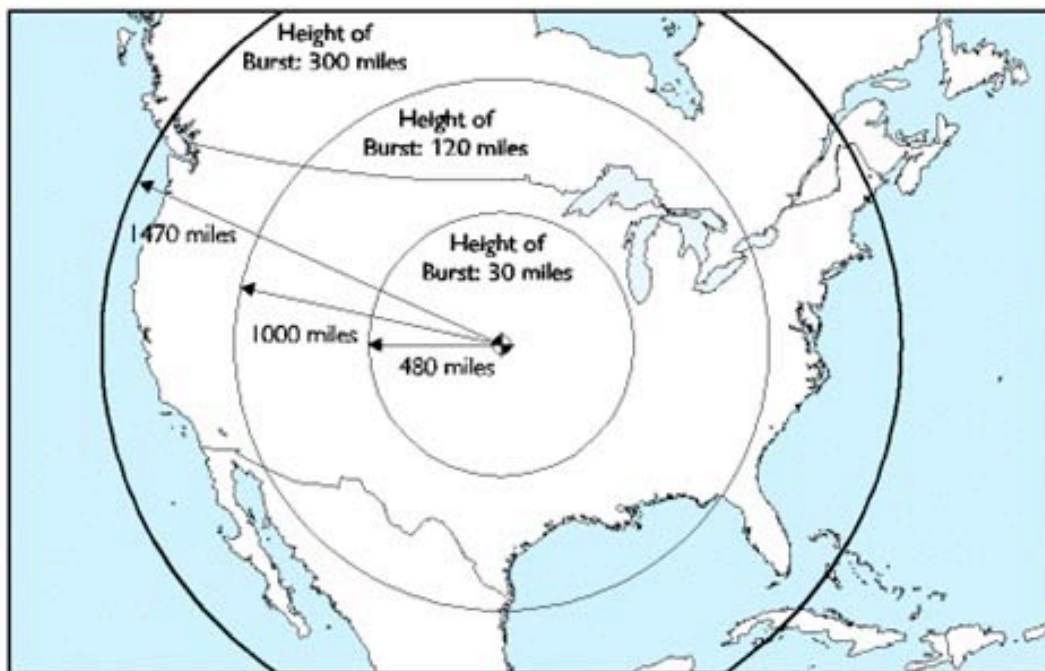 Height of
Burst: 300 miles
Height of
Burst: 120 miles
1470 miles
Height of
Burst: 30 miles
1000 miles
480 miles